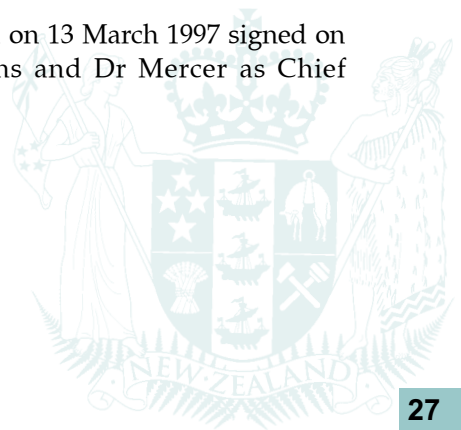 on 13 March 1997 signed on
ns and Dr Mercer as Chief
NEW ZEALAND
27